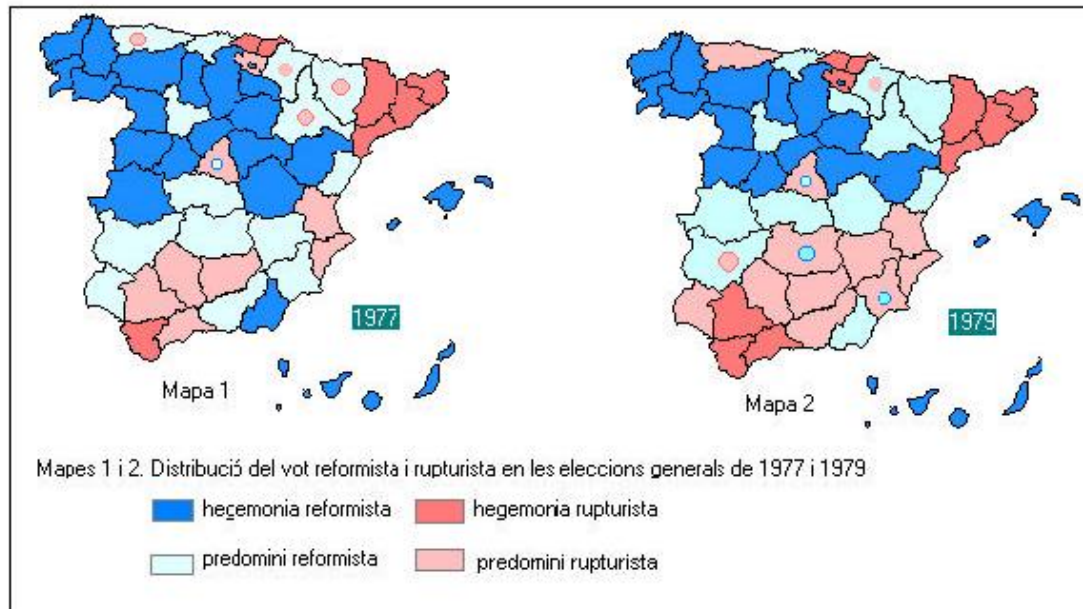 1977
1979
Mapa 1
Mapa 2
Mapes 1 i 2. Distribució del vot reformista i rupturista en les eleccions generals de 1977 i 1979
hegemonia reformista
hegemonia rupturista
predomini reformista
predomini rupturista